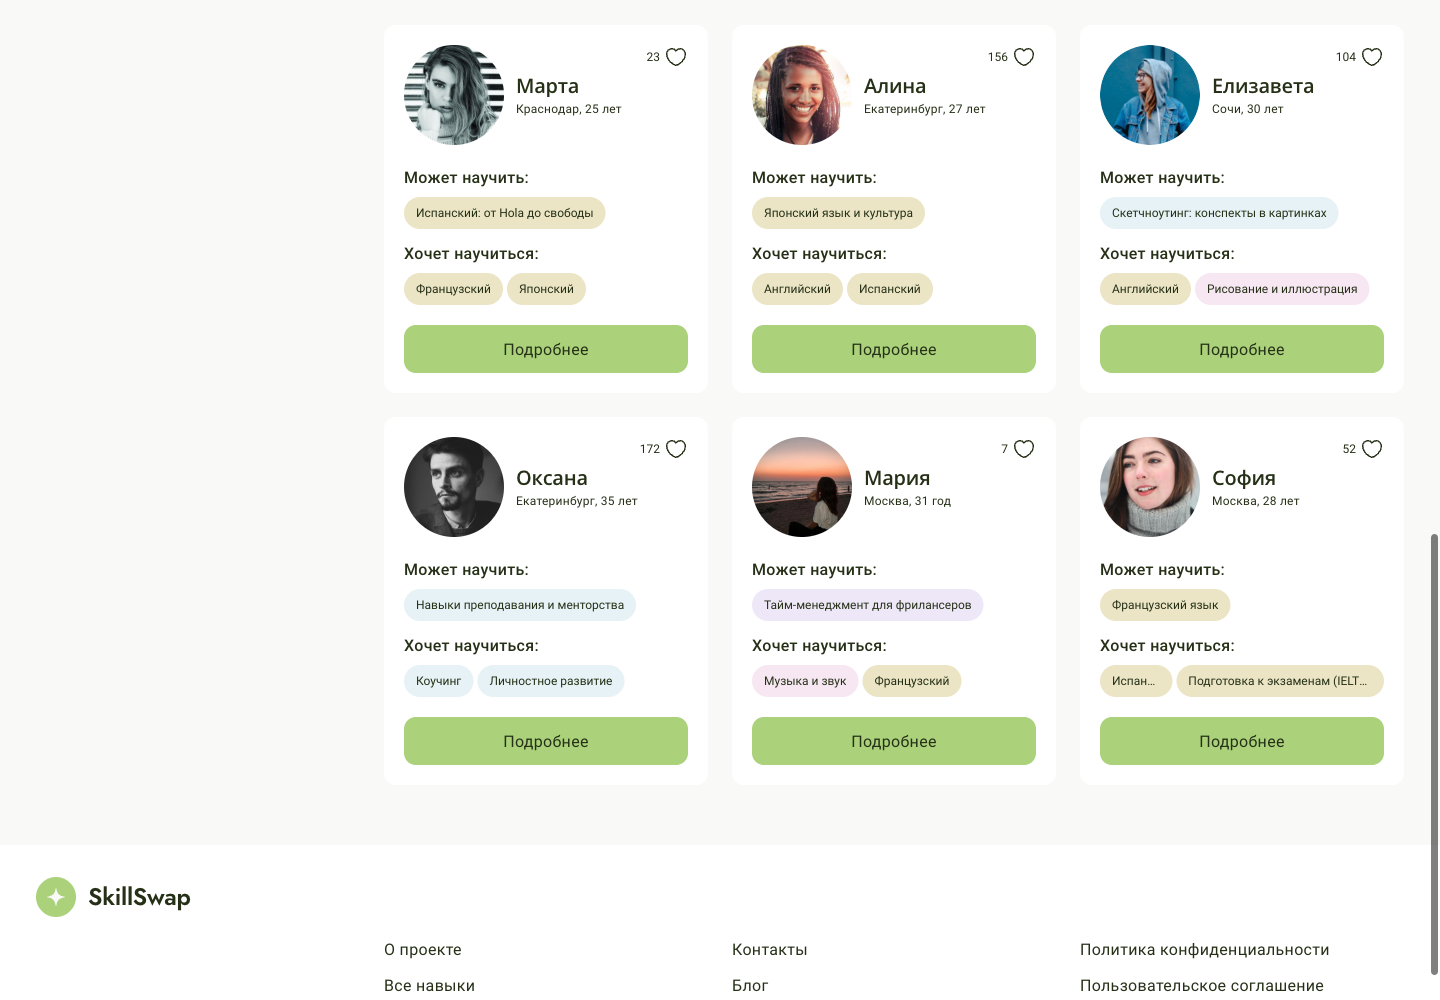 23
Марта
Краснодар, 25 лет
Может научить:
Испанский: от Hola до свободы
Хочет научиться:
Французский Японский
Подробнее
156
Алина
Екатеринбург, 27 лет
Может научить:
Японский язык и культура
Хочет научиться:
Английский Испанский
Подробнее
104
Елизавета
Сочи, 30 лет
Может научить:
Скетчноутинг: конспекты в картинках
Хочет научиться:
Английский Рисование и иллюстрация
Подробнее
172
Оксана
Екатеринбург, 35 лет
Может научить:
Навыки преподавания и менторства
Хочет научиться:
Коучинг Личностное развитие
Подробнее
7
Мария
Москва, 31 год
Может научить:
Тайм-менеджмент для фрилансеров
Хочет научиться:
Музыка и звук Французский
Подробнее
52
София
Москва, 28 лет
Может научить:
Французский язык
Хочет научиться:
Испан... Подготовка к экзаменам (IELT...
Подробнее
SkillSwap
О проекте
Все навыки
Контакты
Блог
Политика конфиденциальности
Пользовательское соглашение